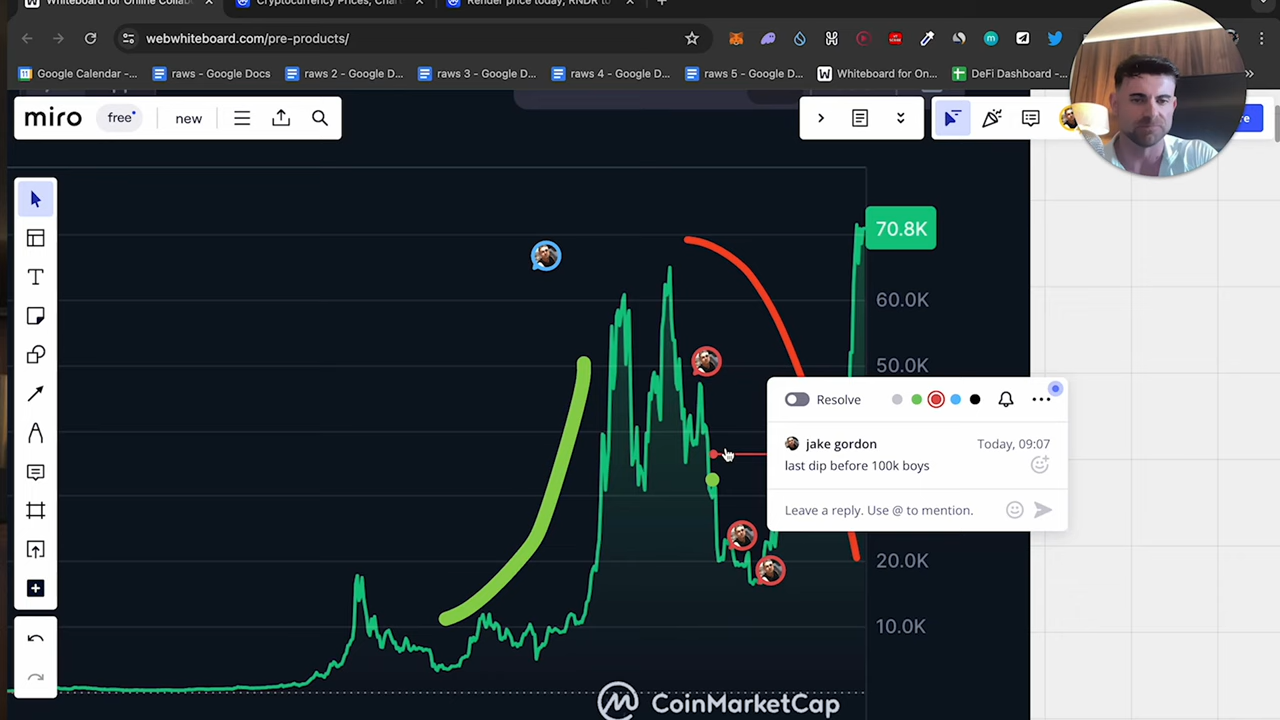 Whiteboard for Online Collab
Cryptocurrency Prices, Chart
Render price today, RNDR to
webwhiteboard.com/pre-products/
Google Calendar -...
raws - Google Docs
raws 2 - Google D...
raws 3 - Google D...
raws 4 - Google D...
raws 5 - Google D...
Whiteboard for On...
DeFi Dashboard -...
miro
free
new
70.8K
60.0K
50.0K
Resolve
jake gordon
Today, 09:07
last dip before 100k boys
Leave a reply. Use @ to mention.
20.0K
10.0K
CoinMarketCap